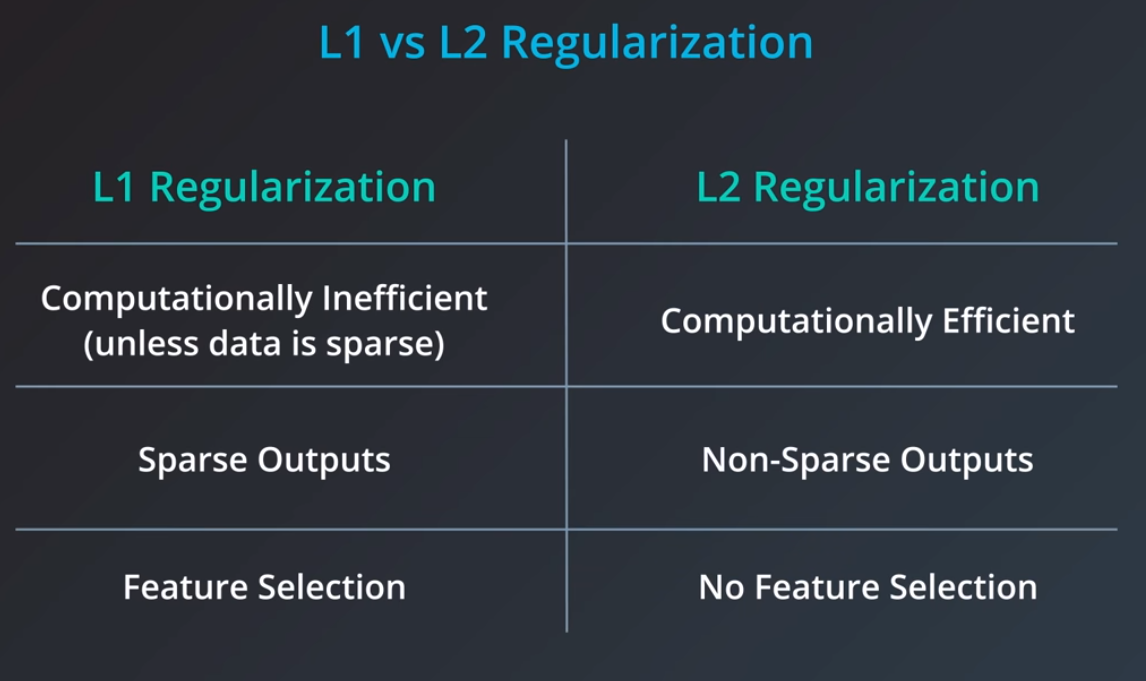 L1 vs L2 Regularization
L1 Regularization
L2 Regularization
Computationally Inefficient
(unless data is sparse)
Computationally Efficient
Sparse Outputs
Non-Sparse Outputs
Feature Selection
No Feature Selection